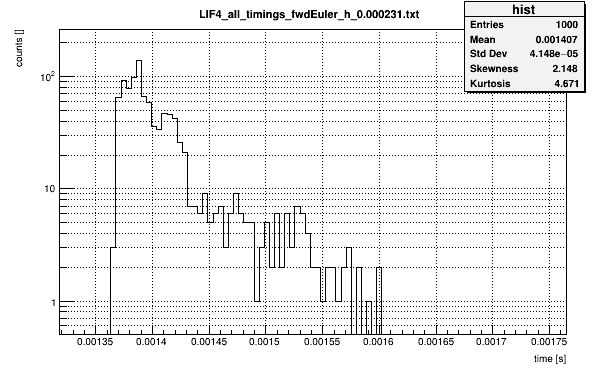 LIF4_all_timings_fwdEuler_h_0.000231.txt
hist
Entries 1000
Mean 0.001407
Std Dev 4.148e−05
Skewness 2.148
Kurtosis 4.671
counts []
10²
10
1
0.00135 0.0014 0.00145 0.0015 0.00155 0.0016 0.00165 0.0017 0.00175
time [s]